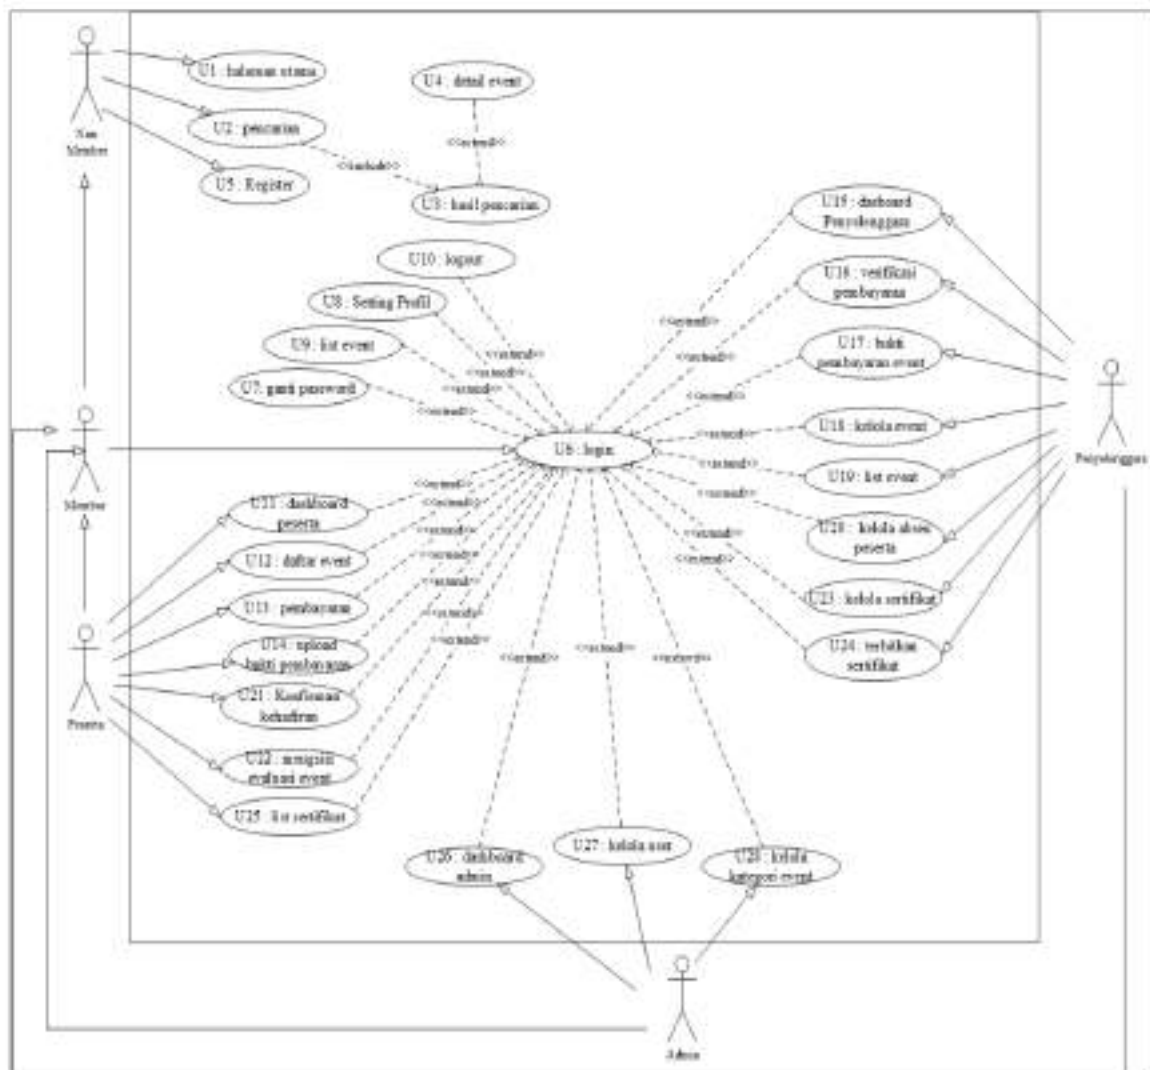 U1 : halaman utama
U4 : detail event
U2 : pencarian
Non
Member
<<extend>>
<<include>>
U5 : Register
U3 : hasil pencarian
U15 : dasboard
Penyelenggara
U10 : logout
U16 : verifikasi
pembayaran
U8 : Setting Profil
<<extend>>
U9 : list event
U17 : bukti
pembayaran event
<<extend>>
<<extend>>
<<extend>>
U7: ganti password
<<extend>>
<<extend>>
<<extend>>
U18 : kelola event
<<extend>>
U6 : login
Penyelenggara
<<extend>>
U19 : list event
Member
<<extend>>
<<extend>>
U11 : dashboard
peserta
<<extend>>
U20 : kelola absen
peserta
<<extend>>
<<extend>>
U12 : daftar event
<<extend>>
<<extend>>
<<extend>>
U13 : pembayaran
<<extend>>
U23 : kelola sertifikat
<<extend>>
U14 : upload
bukti pembayaran
<<extend>>
<<extend>>
<<extend>>
<<extend>>
U24 : terbitkan
sertifikat
U21 : Konfirmasi
Peserta
evaluasi event
U25 : list sertifikat
U27 : kelola user
U26 : dashboard
admin
U28 : kelola
kategori event
Admin